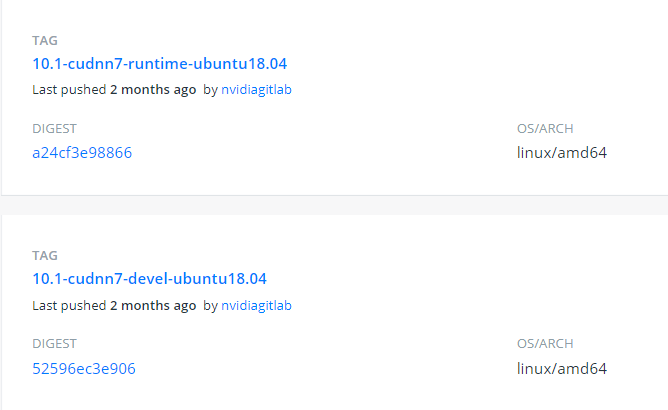 TAG
10.1-cudnn7-runtime-ubuntu18.04
Last pushed 2 months ago by nvidiagitlab
DIGEST OS/ARCH
a24cf3e98866 linux/amd64
TAG
10.1-cudnn7-devel-ubuntu18.04
Last pushed 2 months ago by nvidiagitlab
DIGEST OS/ARCH
52596ec3e906 linux/amd64